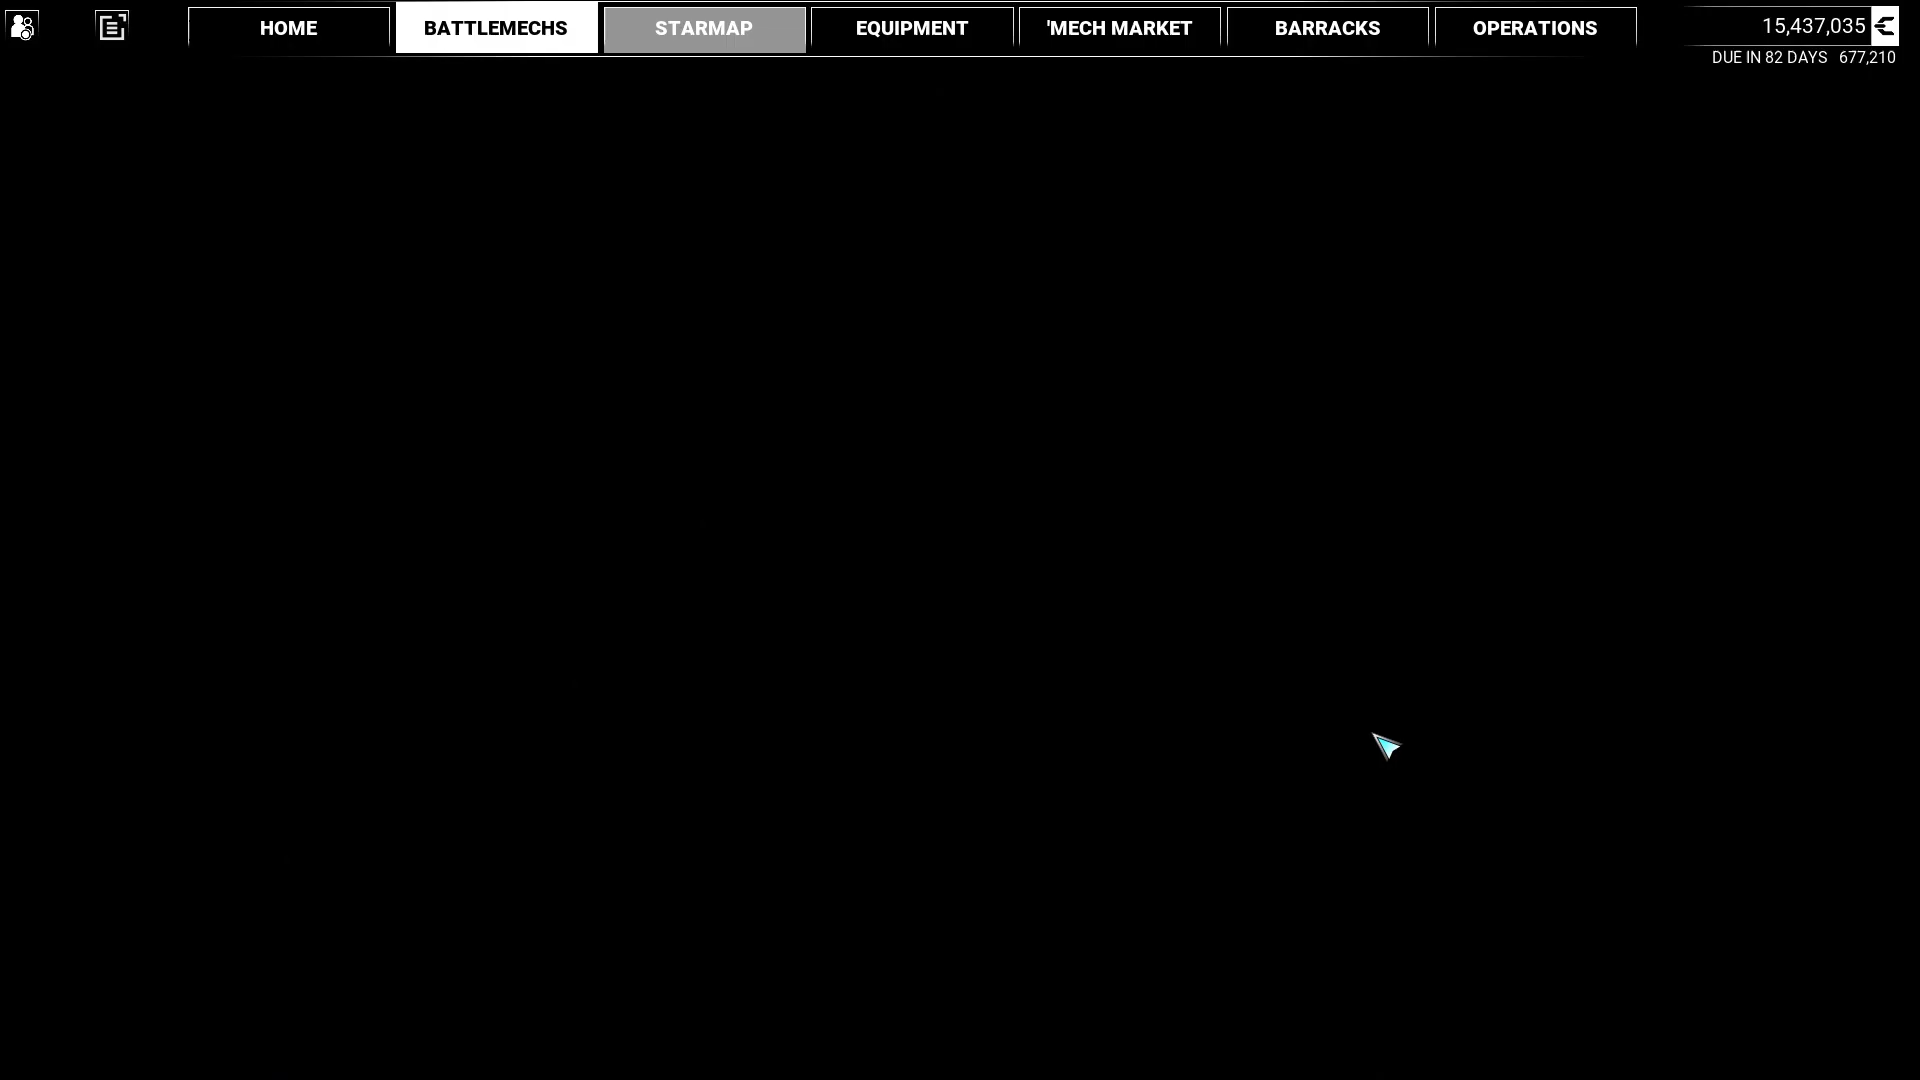 HOME
BATTLEMECHS
STARMAP
EQUIPMENT
'MECH MARKET
BARRACKS
OPERATIONS
15,437,035
DUE IN 82 DAYS 677,210